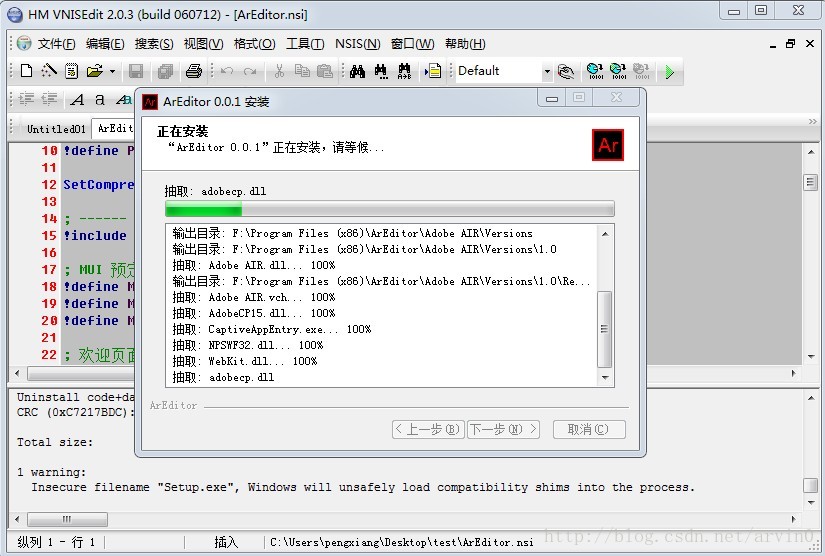 HM VNISEdit 2.0.3 (build 060712) - [ArEditor.nsi]
文件(F) 编辑(E) 搜索(S) 视图(V) 格式(O) 工具(T) NSIS(N) 窗口(W) 帮助(H)
Default
Untitled01 ArEdit
ArEditor 0.0.1 安装
正在安装
“ArEditor 0.0.1”正在安装，请等候...
Ar
抽取: adobecp.dll
输出目录: F:\Program Files (x86)\ArEditor\Adobe AIR\Versions
输出目录: F:\Program Files (x86)\ArEditor\Adobe AIR\Versions\1.0
抽取: Adobe AIR.dll... 100%
输出目录: F:\Program Files (x86)\ArEditor\Adobe AIR\Versions\1.0\Re...
抽取: Adobe AIR.vch... 100%
抽取: AdobeCP15.dll... 100%
抽取: CaptiveAppEntry.exe... 100%
抽取: NPSWF32.dll... 100%
抽取: WebKit.dll... 100%
抽取: adobecp.dll
ArEditor
< 上一步(B) 下一步(N) > 取消(C)
10 !define P
11
12 SetCompre
13
14 ; ------
15 !include
16
17 ; MUI 预定
18 !define M
19 !define M
20 !define M
21
22 ; 欢迎页面
Uninstall code+da
CRC (0xC7217BDC):
Total size:
1 warning:
Insecure filename "Setup.exe", Windows will unsafely load compatibility shims into the process.
纵列 1 - 行 1 插入 C:\Users\pengxiang\Desktop\test\ArEditor.nsi
http://blog.csdn.net/arvin0